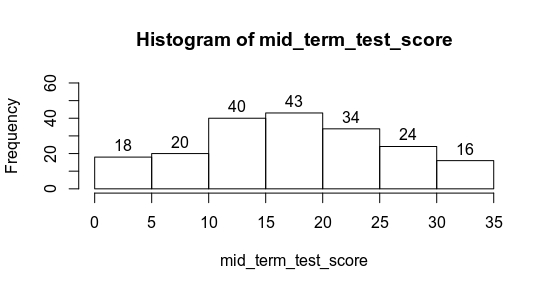 Histogram of mid_term_test_score
Frequency
60
40
20
0
18
20
40
43
34
24
16
0 5 10 15 20 25 30 35
mid_term_test_score